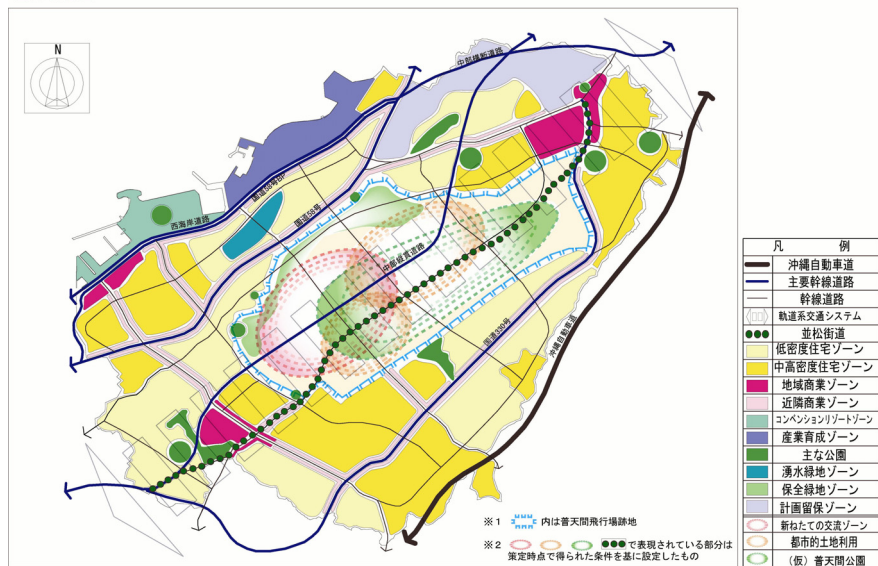 N
中部横断道路
国道58号BP
国道58号
西海岸道路
中部縦貫道路
国道330号
沖縄自動車道
凡 例
沖縄自動車道
主要幹線道路
幹線道路
軌道系交通システム
並松街道
低密度住宅ゾーン
中高密度住宅ゾーン
地域商業ゾーン
近隣商業ゾーン
コンベンションリゾートゾーン
産業育成ゾーン
主な公園
湧水緑地ゾーン
保全緑地ゾーン
計画留保ゾーン
新ねたての交流ゾーン
都市的土地利用
(仮)普天間公園
※1 内は普天間飛行場跡地
※2 で表現されている部分は
策定時点で得られた条件を基に設定したもの